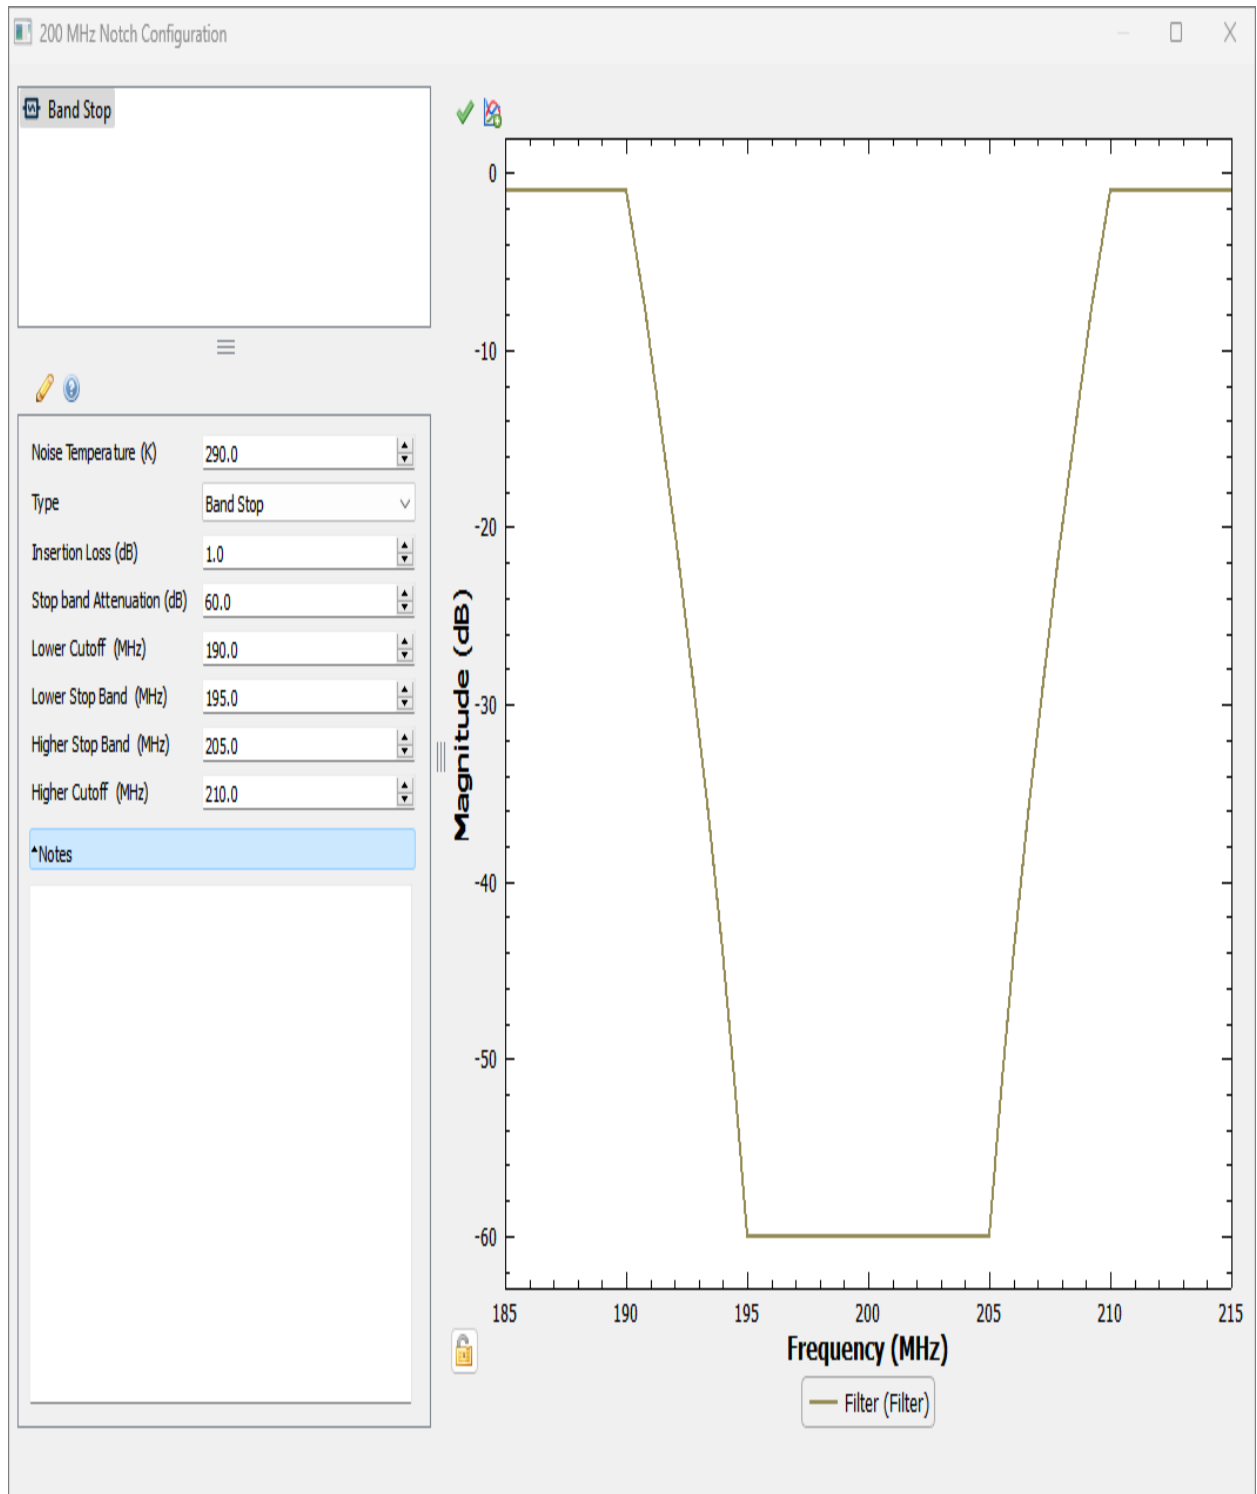 200 MHz Notch Configuration
Band Stop
Noise Temperature (K) 290.0
Type Band Stop
Insertion Loss (dB) 1.0
Stop band Attenuation (dB) 60.0
Lower Cutoff (MHz) 190.0
Lower Stop Band (MHz) 195.0
Higher Stop Band (MHz) 205.0
Higher Cutoff (MHz) 210.0
Notes
Magnitude (dB)
0
-10
-20
-30
-40
-50
-60
185 190 195 200 205 210 215
Frequency (MHz)
Filter (Filter)